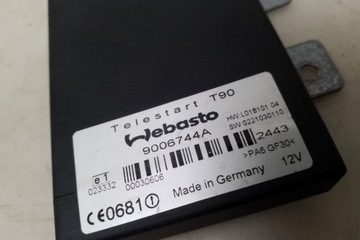 Telestart T90
Webasto
HW:L018101 04
SW:0221030110
9006744A
2443
e1
023332
00030606
>PA6 GF30<
CE0681!
Made in Germany
12V